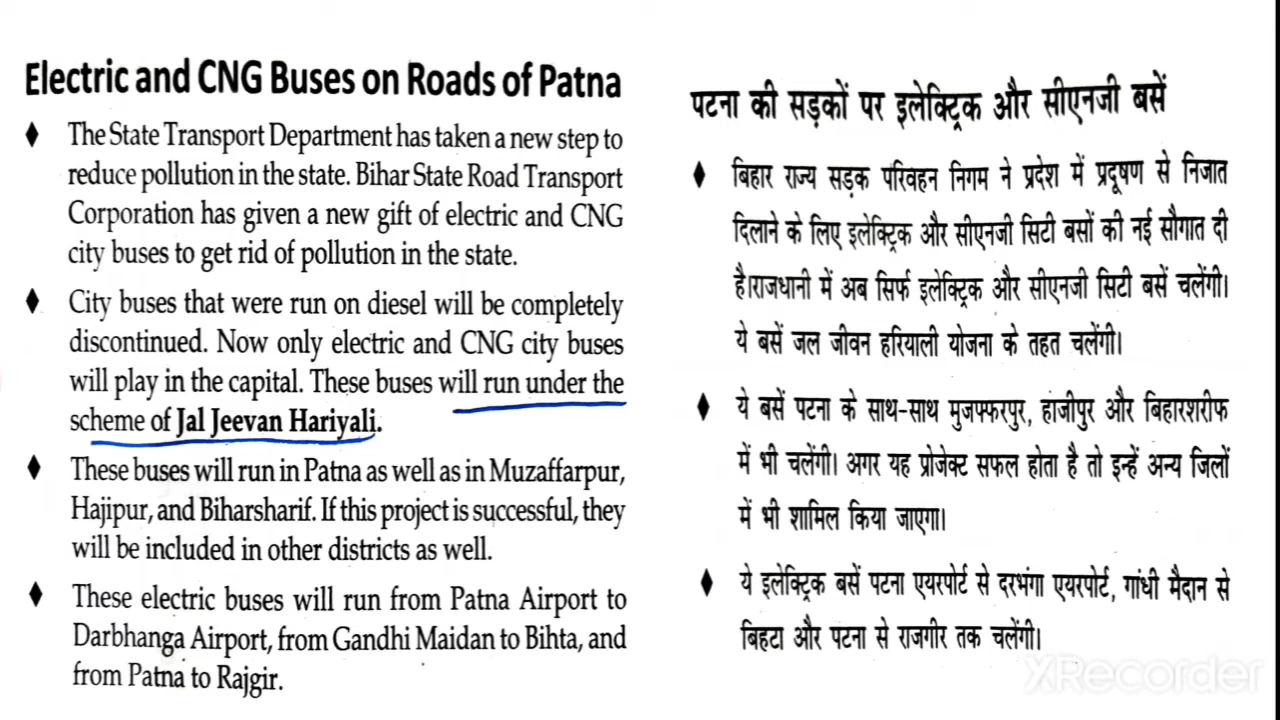 Electric and CNG Buses on Roads of Patna
♦ The State Transport Department has taken a new step to
reduce pollution in the state. Bihar State Road Transport
Corporation has given a new gift of electric and CNG
city buses to get rid of pollution in the state.
♦ City buses that were run on diesel will be completely
discontinued. Now only electric and CNG city buses
will play in the capital. These buses will run under the
scheme of Jal Jeevan Hariyali.
♦ These buses will run in Patna as well as in Muzaffarpur,
Hajipur, and Biharsharif. If this project is successful, they
will be included in other districts as well.
♦ These electric buses will run from Patna Airport to
Darbhanga Airport, from Gandhi Maidan to Bihta, and
from Patna to Rajgir.
पटना की सड़कों पर इलेक्ट्रिक और सीएनजी बसें
♦ बिहार राज्य सड़क परिवहन निगम ने प्रदेश में प्रदूषण से निजात
दिलाने के लिए इलेक्ट्रिक और सीएनजी सिटी बसों की नई सौगात दी
है।राजधानी में अब सिर्फ इलेक्ट्रिक और सीएनजी सिटी बसें चलेंगी।
ये बसें जल जीवन हरियाली योजना के तहत चलेंगी।
♦ ये बसें पटना के साथ-साथ मुजफ्फरपुर, हाजीपुर और बिहारशरीफ
में भी चलेंगी। अगर यह प्रोजेक्ट सफल होता है तो इन्हें अन्य जिलों
में भी शामिल किया जाएगा।
♦ ये इलेक्ट्रिक बसें पटना एयरपोर्ट से दरभंगा एयरपोर्ट, गांधी मैदान से
बिहटा और पटना से राजगीर तक चलेंगी।
XRecorder